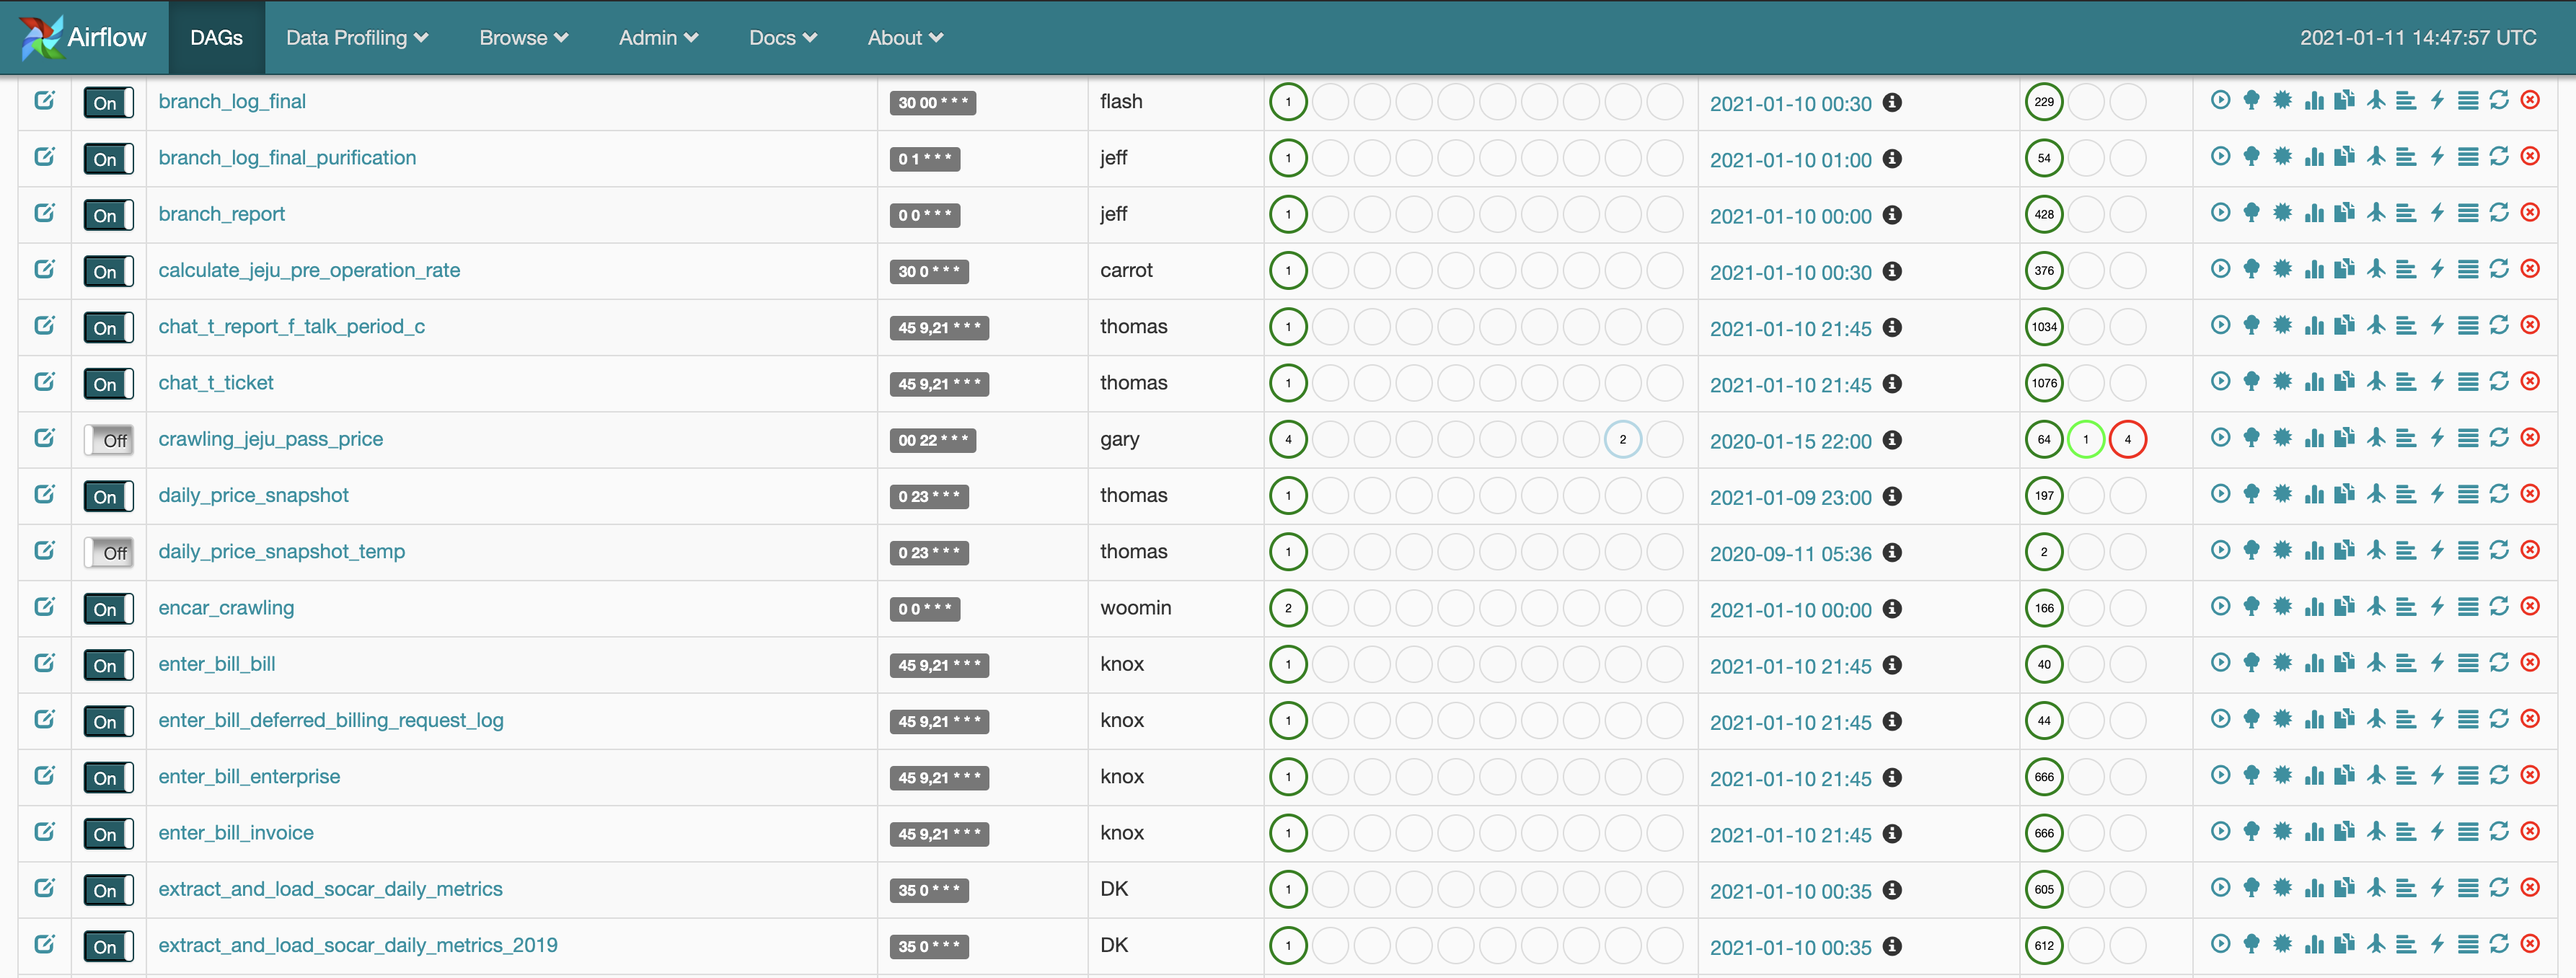 Airflow DAGs Data Profiling Browse Admin Docs About 2021-01-11 14:47:57 UTC
On branch_log_final 30 00 * * * flash 1 2021-01-10 00:30 229
On branch_log_final_purification 0 1 * * * jeff 1 2021-01-10 01:00 54
On branch_report 0 0 * * * jeff 1 2021-01-10 00:00 428
On calculate_jeju_pre_operation_rate 30 0 * * * carrot 1 2021-01-10 00:30 376
On chat_t_report_f_talk_period_c 45 9,21 * * * thomas 1 2021-01-10 21:45 1034
On chat_t_ticket 45 9,21 * * * thomas 1 2021-01-10 21:45 1076
Off crawling_jeju_pass_price 00 22 * * * gary 4 2 2020-01-15 22:00 64 1 4
On daily_price_snapshot 0 23 * * * thomas 1 2021-01-09 23:00 197
Off daily_price_snapshot_temp 0 23 * * * thomas 1 2020-09-11 05:36 2
On encar_crawling 0 0 * * * woomin 2 2021-01-10 00:00 166
On enter_bill_bill 45 9,21 * * * knox 1 2021-01-10 21:45 40
On enter_bill_deferred_billing_request_log 45 9,21 * * * knox 1 2021-01-10 21:45 44
On enter_bill_enterprise 45 9,21 * * * knox 1 2021-01-10 21:45 666
On enter_bill_invoice 45 9,21 * * * knox 1 2021-01-10 21:45 666
On extract_and_load_socar_daily_metrics 35 0 * * * DK 1 2021-01-10 00:35 605
On extract_and_load_socar_daily_metrics_2019 35 0 * * * DK 1 2021-01-10 00:35 612